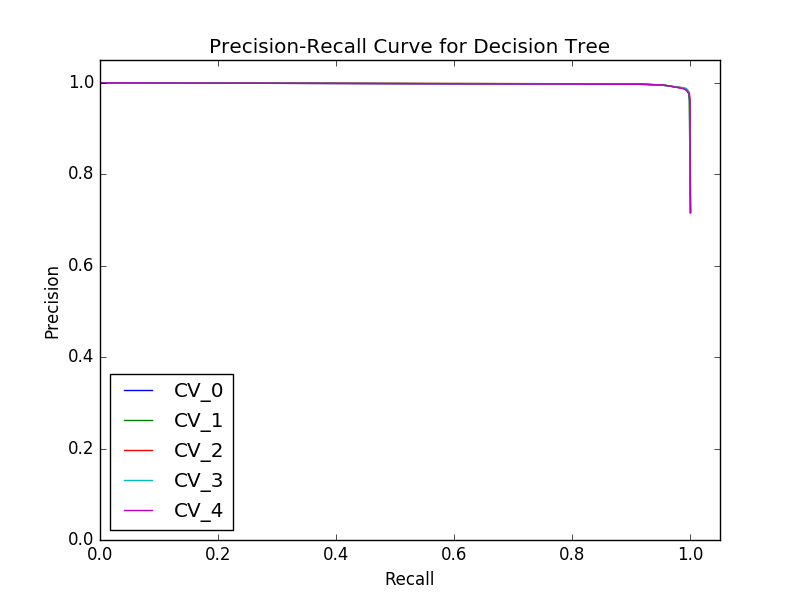 Precision-Recall Curve for Decision Tree
1.0
0.8
0.6
0.4
0.2
0.0
Precision
CV_0
CV_1
CV_2
CV_3
CV_4
0.0 0.2 0.4 0.6 0.8 1.0
Recall